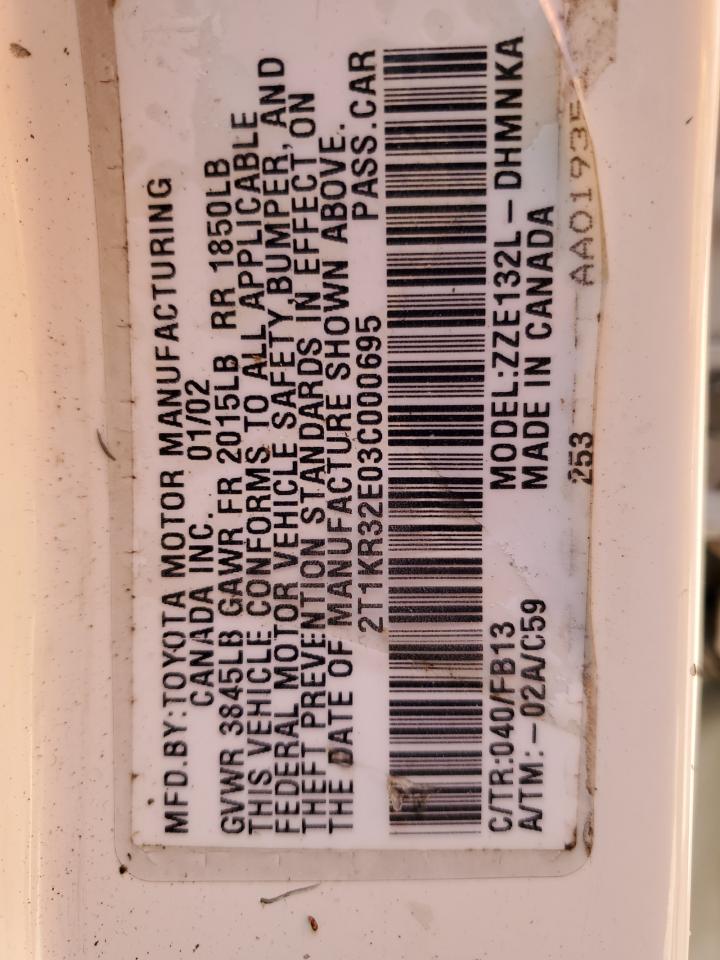 MFD.BY:TOYOTA MOTOR MANUFACTURING
CANADA INC. 01/02
GVWR 3845LB GAWR FR 2015LB RR 1850LB
THIS VEHICLE CONFORMS TO ALL APPLICABLE
FEDERAL MOTOR VEHICLE SAFETY,BUMPER, AND
THEFT PREVENTION STANDARDS IN EFFECT ON
THE DATE OF MANUFACTURE SHOWN ABOVE.
2T1KR32E03C000695 PASS.CAR
C/TR:040/FB13 MODEL:ZZE132L-DHMNKA
A/TM:-02A/C59 MADE IN CANADA
253 AA01935